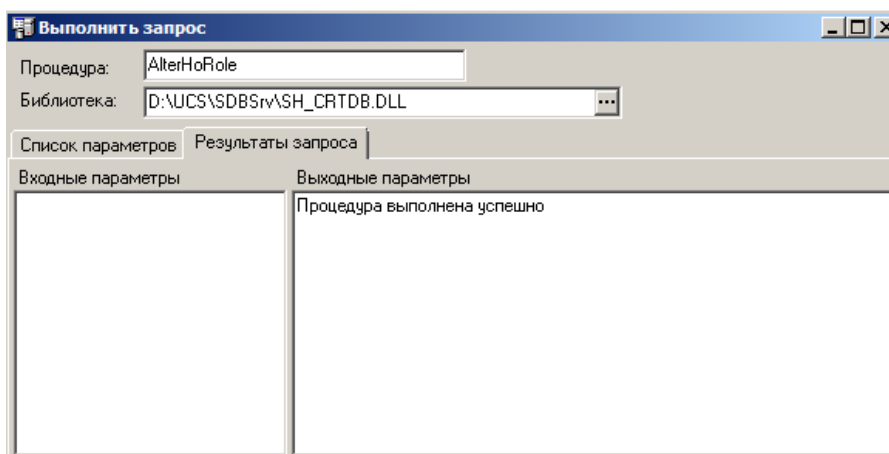 Выполнить запрос
Процедура: AlterHoRole
Библиотека: D:\UCS\SDBSrv\SH_CRTDB.DLL ...
Список параметров Результаты запроса
Входные параметры Выходные параметры
Процедура выполнена успешно